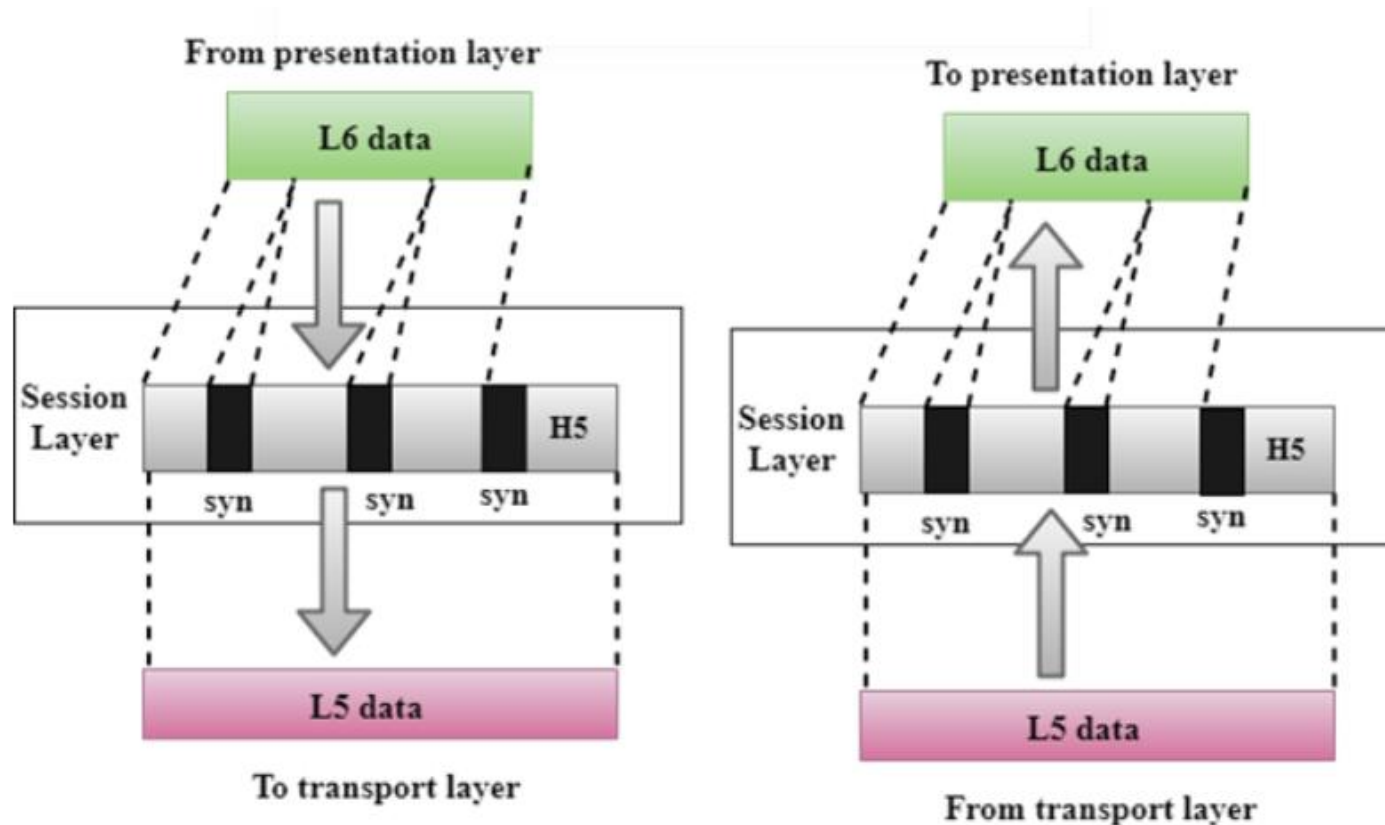 From presentation layer
L6 data
Session
Layer
H5
syn
syn
syn
L5 data
To transport layer
To presentation layer
L6 data
Session
Layer
H5
syn
syn
syn
L5 data
From transport layer